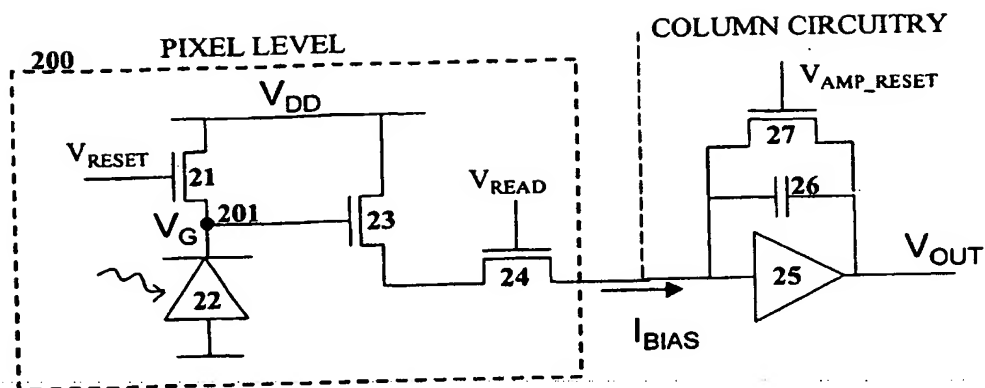 200
PIXEL LEVEL
COLUMN CIRCUITRY
V_DD
V_AMP_RESET
V_RESET
21
27
V_READ
26
V_G
201
23
22
24
25
V_OUT
I_BIAS